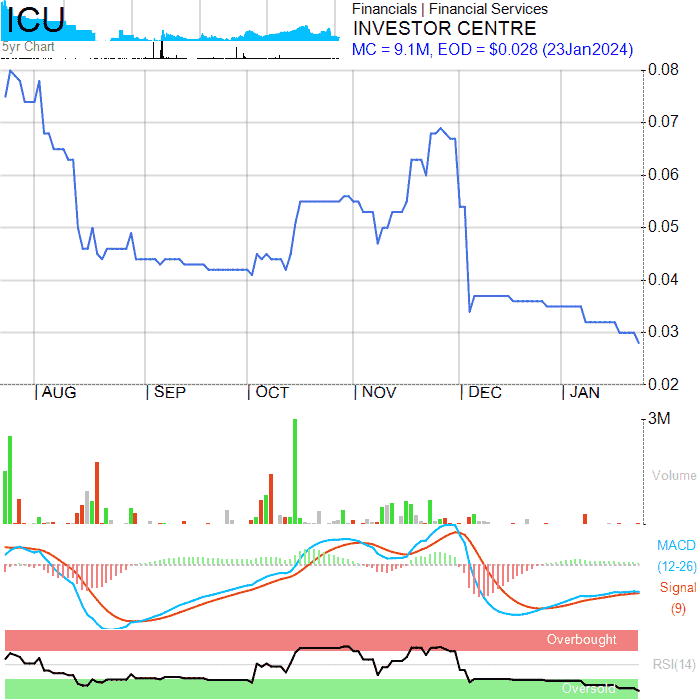 ICU
5yr Chart
Financials | Financial Services
INVESTOR CENTRE
MC = 9.1M, EOD = $0.028 (23Jan2024)
0.08
0.07
0.06
0.05
0.04
0.03
0.02
AUG SEP OCT NOV DEC JAN
3M
Volume
MACD
(12-26)
Signal
(9)
Overbought
RSI(14)
Oversold